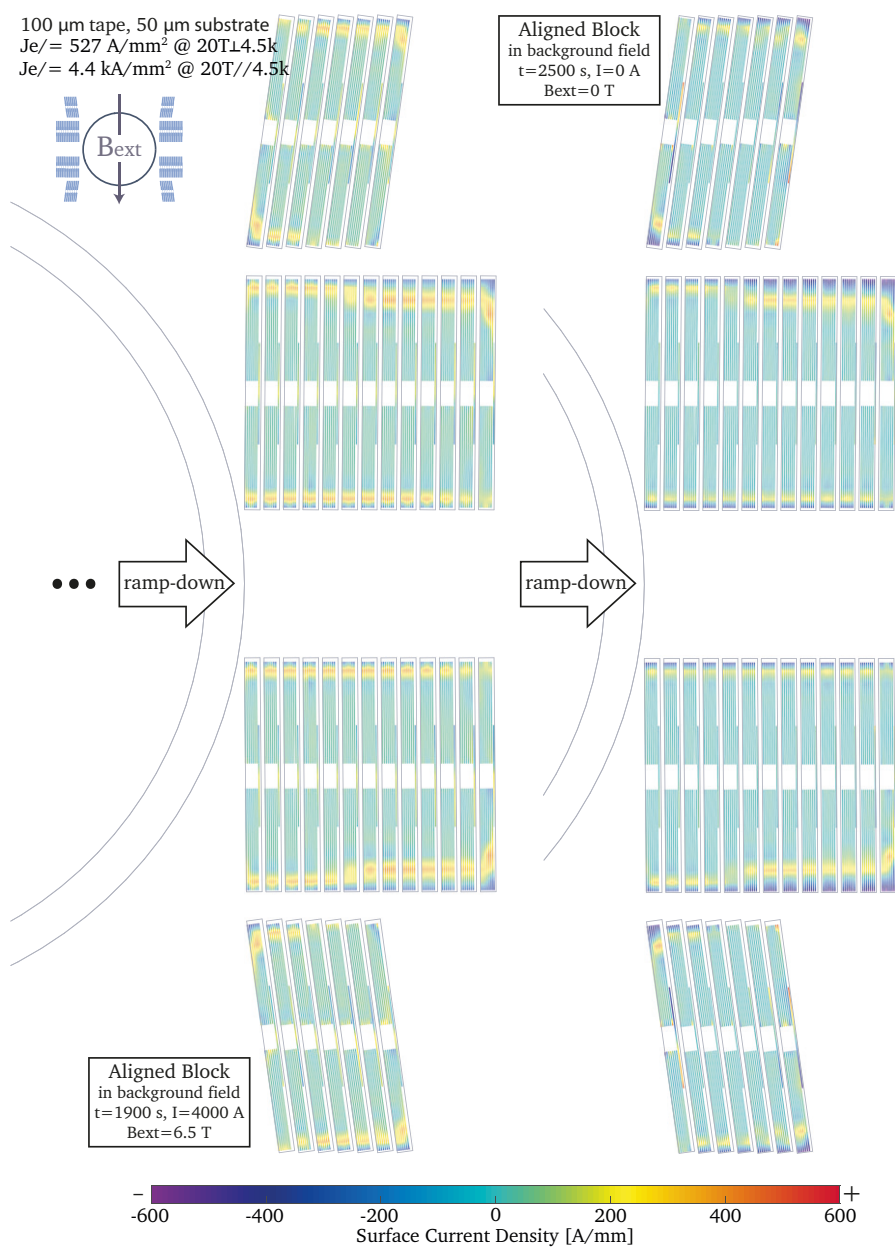 100 μm tape, 50 μm substrate
Je/= 527 A/mm² @ 20T⊥4.5k
Je/= 4.4 kA/mm² @ 20T//4.5k
Bext
Aligned Block
in background field
t=2500 s, I=0 A
Bext=0 T
••• ramp-down
ramp-down
Aligned Block
in background field
t=1900 s, I=4000 A
Bext=6.5 T
– +
-600 -400 -200 0 200 400 600
Surface Current Density [A/mm]